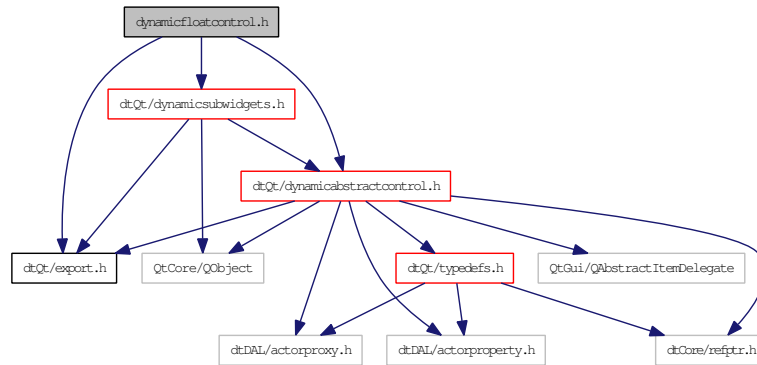 dynamicfloatcontrol.h
dtQt/dynamicsubwidgets.h
dtQt/dynamicabstractcontrol.h
dtQt/export.h
QtCore/QObject
dtQt/typedefs.h
QtGui/QAbstractItemDelegate
dtDAL/actorproxy.h
dtDAL/actorproperty.h
dtCore/refptr.h